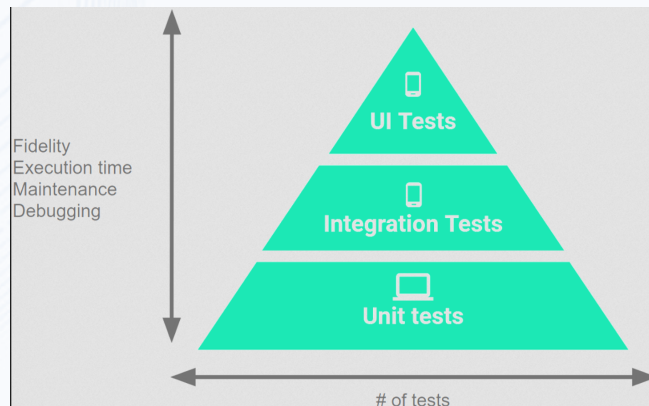 Fidelity
Execution time
Maintenance
Debugging
UI Tests
Integration Tests
Unit tests
# of tests